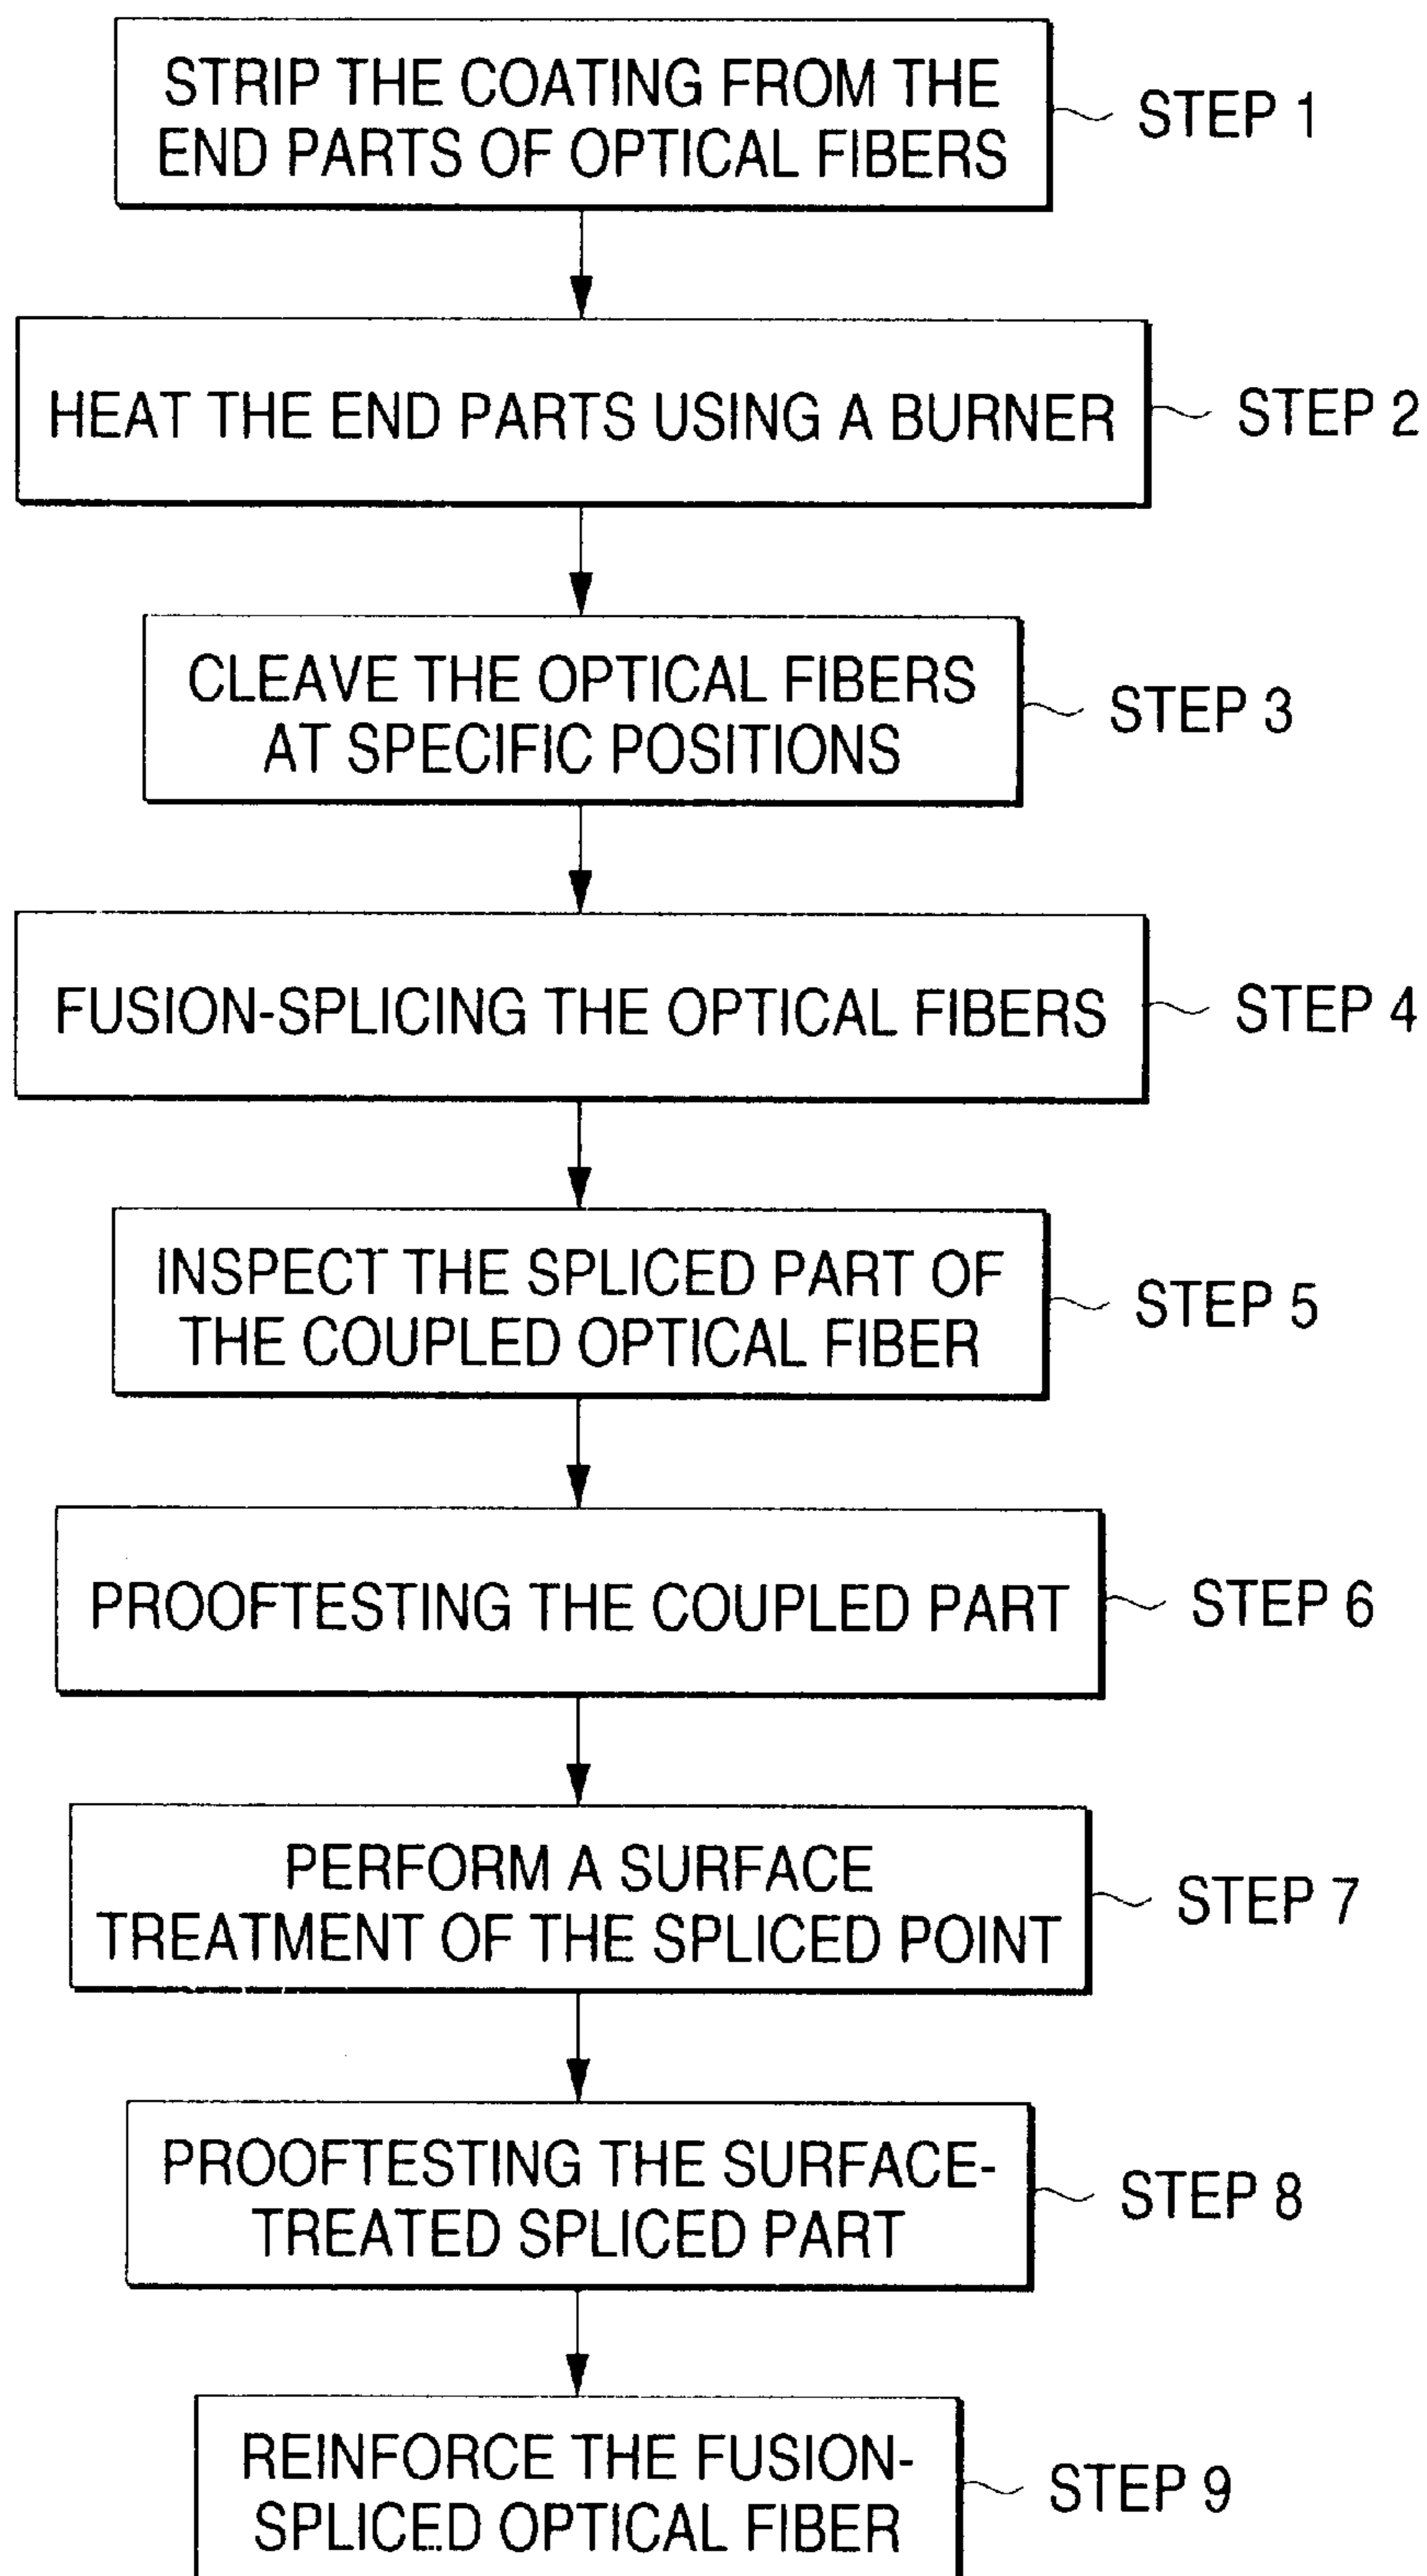 STRIP THE COATING FROM THE
END PARTS OF OPTICAL FIBERS
STEP 1
HEAT THE END PARTS USING A BURNER
STEP 2
CLEAVE THE OPTICAL FIBERS
AT SPECIFIC POSITIONS
STEP 3
FUSION-SPLICING THE OPTICAL FIBERS
STEP 4
INSPECT THE SPLICED PART OF
THE COUPLED OPTICAL FIBER
STEP 5
PROOFTESTING THE COUPLED PART
STEP 6
PERFORM A SURFACE
TREATMENT OF THE SPLICED POINT
STEP 7
PROOFTESTING THE SURFACE-
TREATED SPLICED PART
STEP 8
REINFORCE THE FUSION-
SPLICED OPTICAL FIBER
STEP 9